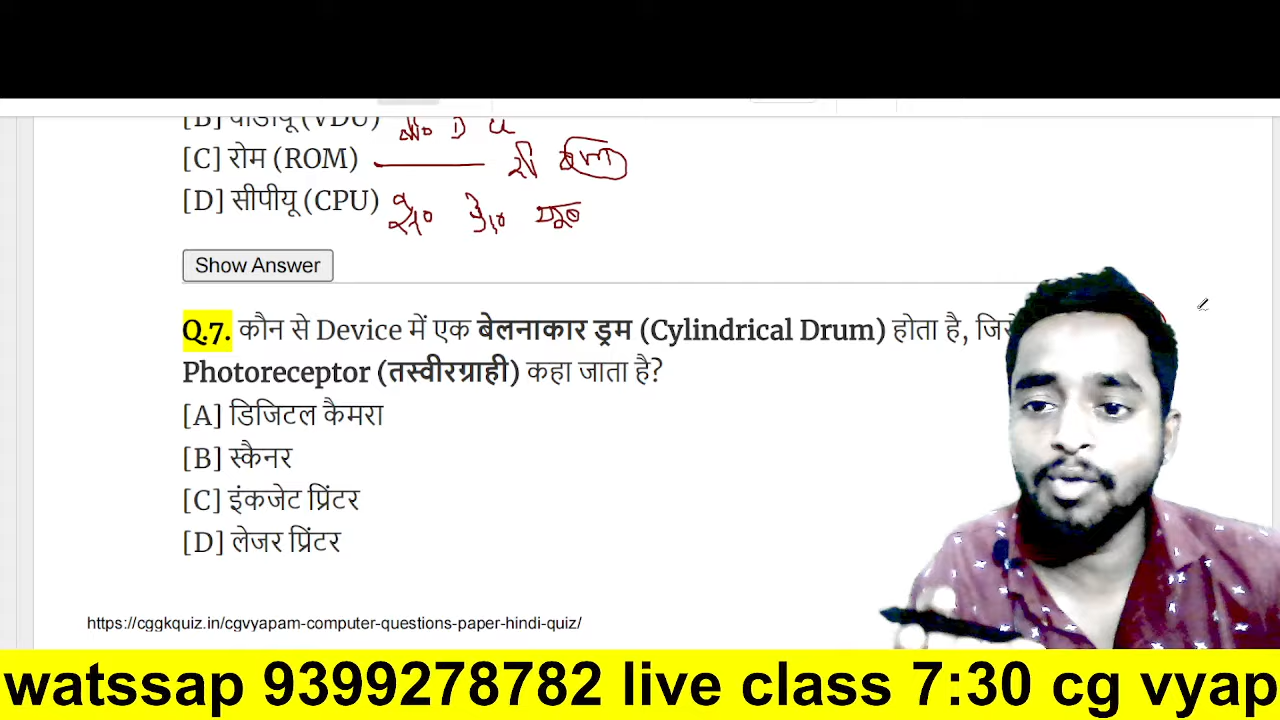 [B] वीडीयू (VDU)
[C] रोम (ROM)
[D] सीपीयू (CPU)
Show Answer
Q.7. कौन से Device में एक बेलनाकार ड्रम (Cylindrical Drum) होता है,
Photoreceptor (तस्वीरग्राही) कहा जाता है?
[A] डिजिटल कैमरा
[B] स्कैनर
[C] इंकजेट प्रिंटर
[D] लेजर प्रिंटर
https://cggkquiz.in/cgvyapam-computer-questions-paper-hindi-quiz/
watssap 9399278782 live class 7:30 cg vyap